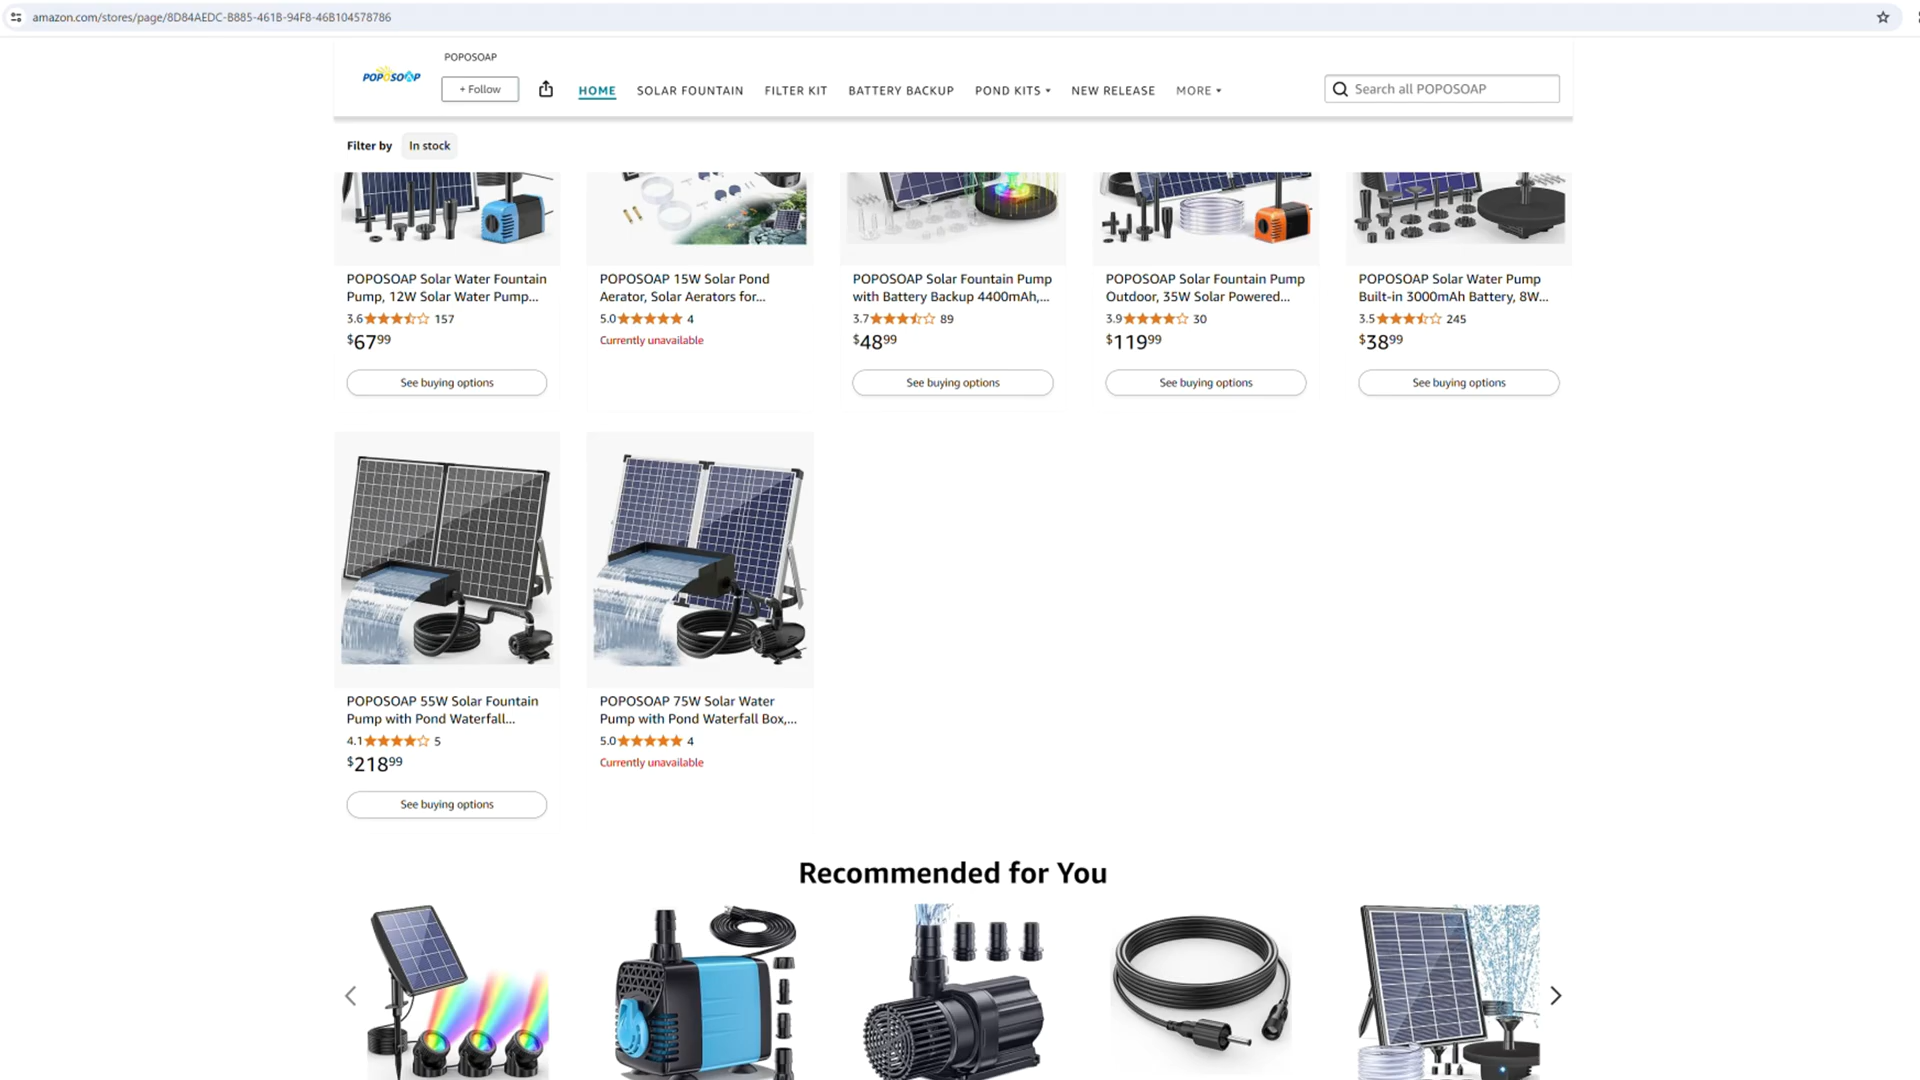 amazon.com/stores/page/8D84AEDC-B885-461B-94F8-46B104578786
POPOSOAP
POPOSOAP
+ Follow
HOME
SOLAR FOUNTAIN
FILTER KIT
BATTERY BACKUP
POND KITS
NEW RELEASE
MORE
Search all POPOSOAP
Filter by
In stock
POPOSOAP Solar Water Fountain
Pump, 12W Solar Water Pump...
3.6 157
$67.99
See buying options
POPOSOAP 15W Solar Pond
Aerator, Solar Aerators for...
5.0 4
Currently unavailable
POPOSOAP Solar Fountain Pump
with Battery Backup 4400mAh,...
3.7 89
$48.99
See buying options
POPOSOAP Solar Fountain Pump
Outdoor, 35W Solar Powered...
3.9 30
$119.99
See buying options
POPOSOAP Solar Water Pump
Built-in 3000mAh Battery, 8W...
3.5 245
$38.99
See buying options
POPOSOAP 55W Solar Fountain
Pump with Pond Waterfall...
4.1 5
$218.99
See buying options
POPOSOAP 75W Solar Water
Pump with Pond Waterfall Box,...
5.0 4
Currently unavailable
Recommended for You